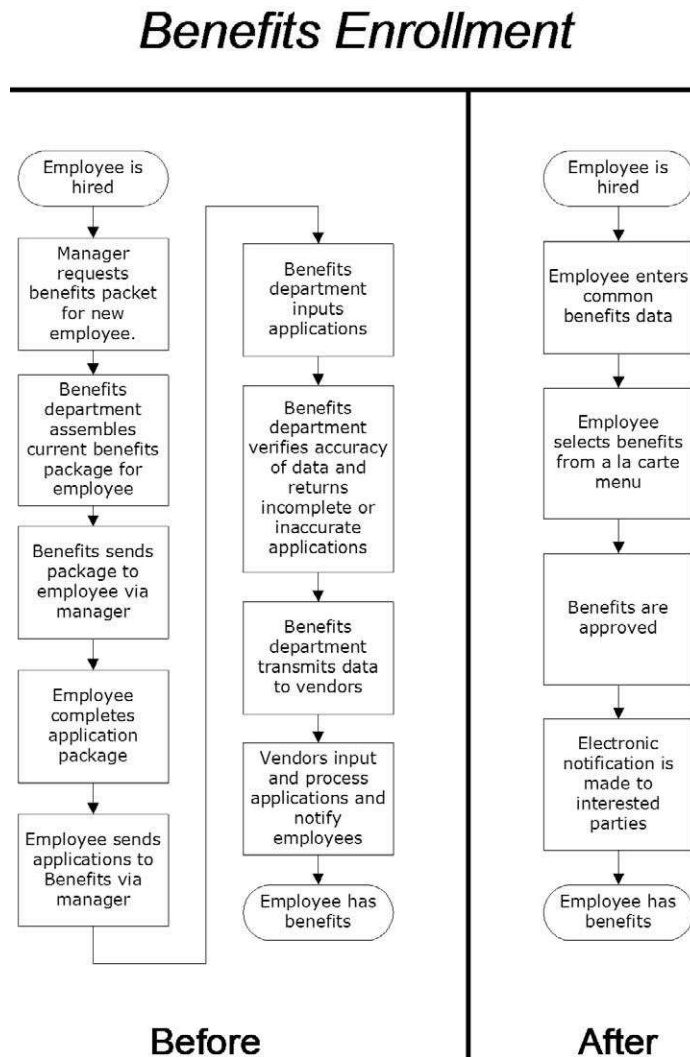 Benefits Enrollment
Employee is
hired
Manager
requests
benefits packet
for new
employee.
Benefits
department
assembles
current benefits
package for
employee
Benefits sends
package to
employee via
manager
Employee
completes
application
package
Employee sends
applications to
Benefits via
manager
Benefits
department
inputs
applications
Benefits
department
verifies accuracy
of data and
returns
incomplete or
inaccurate
applications
Benefits
department
transmits data
to vendors
Vendors input
and process
applications and
notify
employees
Employee has
benefits
Before
Employee is
hired
Employee enters
common
benefits data
Employee
selects benefits
from a la carte
menu
Benefits are
approved
Electronic
notification is
made to
interested
parties
Employee has
benefits
After